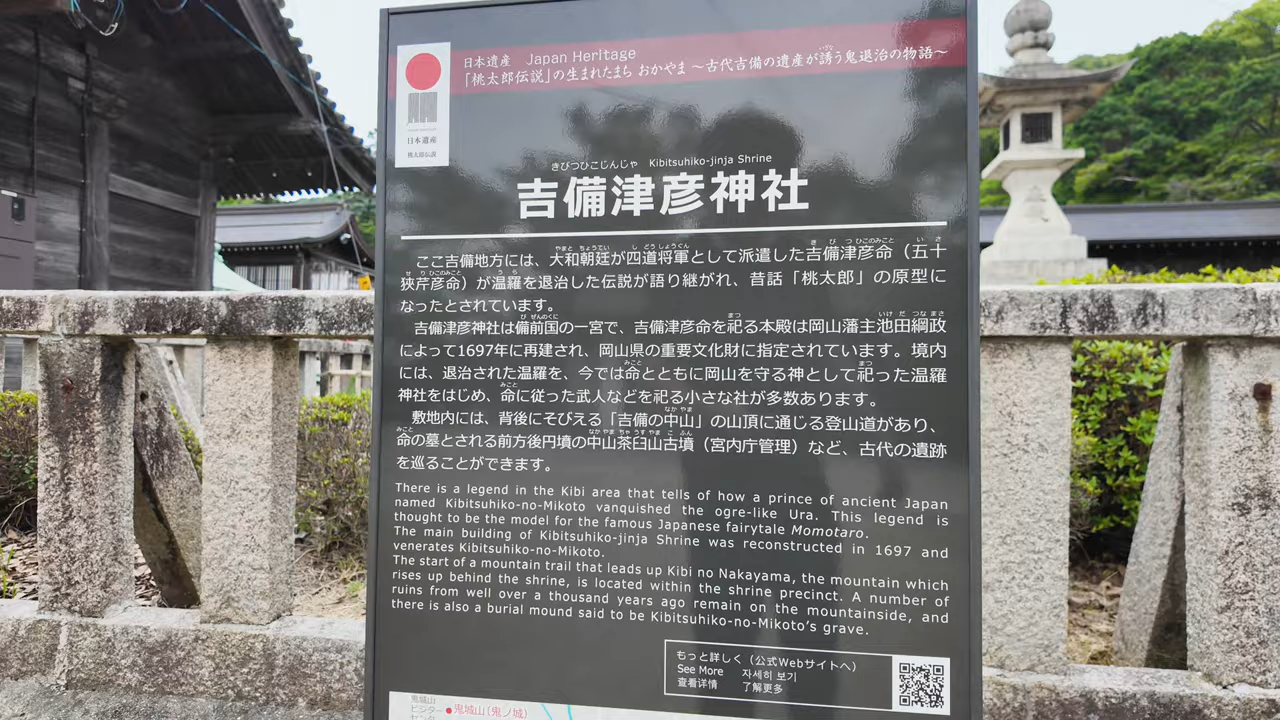 日本遺産 Japan Heritage
「桃太郎伝説」の生まれたまち おかやま ～古代吉備の遺産が誘う鬼退治の物語～
日本遺産
桃太郎伝説
きびつひこじんじゃ Kibitsuhiko-jinja Shrine
吉備津彦神社
ここ吉備地方には、大和朝廷が四道将軍として派遣した吉備津彦命（五十
狭芹彦命）が温羅を退治した伝説が語り継がれ、昔話「桃太郎」の原型に
なったとされています。
吉備津彦神社は備前国の一宮で、吉備津彦命を祀る本殿は岡山藩主池田綱政
によって1697年に再建され、岡山県の重要文化財に指定されています。境内
には、退治された温羅を、今では命とともに岡山を守る神として祀った温羅
神社をはじめ、命に従った武人などを祀る小さな社が多数あります。
敷地内には、背後にそびえる「吉備の中山」の山頂に通じる登山道があり、
命の墓とされる前方後円墳の中山茶臼山古墳（宮内庁管理）など、古代の遺跡
を巡ることができます。
There is a legend in the Kibi area that tells of how a prince of ancient Japan
named Kibitsuhiko-no-Mikoto vanquished the ogre-like Ura. This legend is
thought to be the model for the famous Japanese fairytale Momotaro.
The main building of Kibitsuhiko-jinja Shrine was reconstructed in 1697 and
venerates Kibitsuhiko-no-Mikoto.
The start of a mountain trail that leads up Kibi no Nakayama, the mountain which
rises up behind the shrine, is located within the shrine precinct. A number of
ruins from well over a thousand years ago remain on the mountainside, and
there is also a burial mound said to be Kibitsuhiko-no-Mikoto's grave.
もっと詳しく（公式Webサイトへ）
See More 자세히 보기
查看详情 了解更多
鬼城山
ビジター
センター
鬼城山（鬼ノ城）